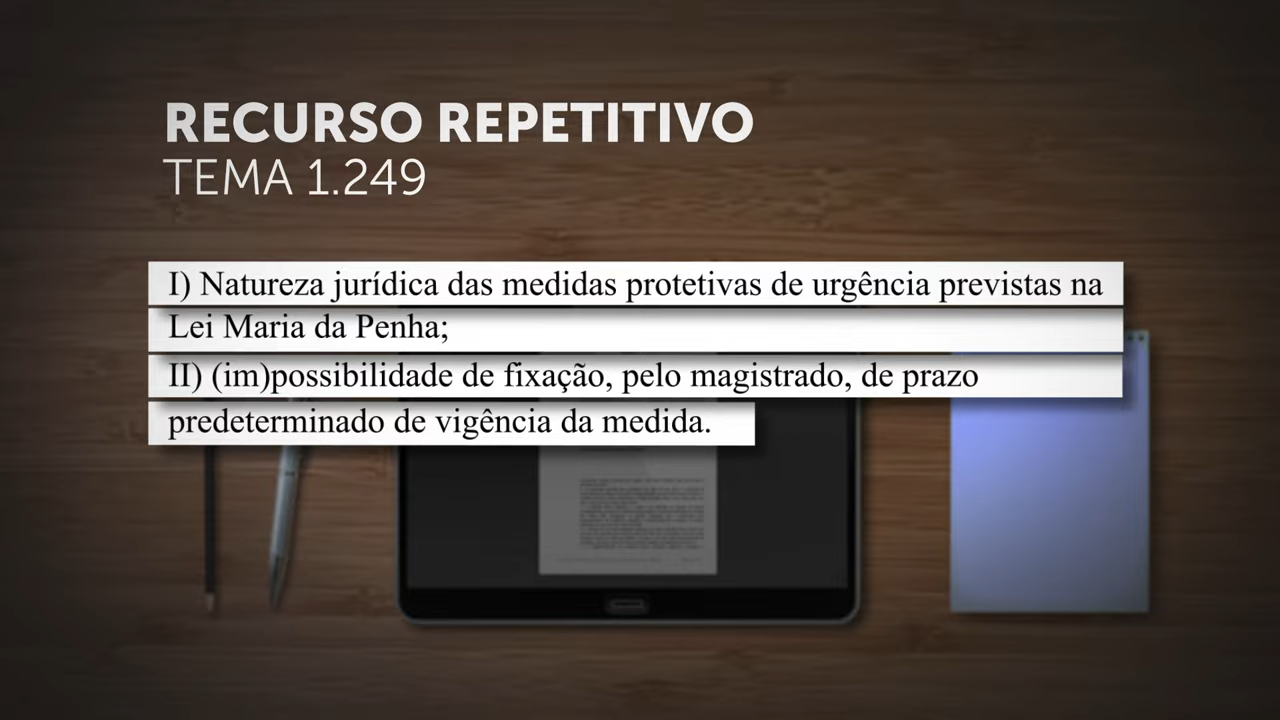 RECURSO REPETITIVO
TEMA 1.249
I) Natureza jurídica das medidas protetivas de urgência previstas na
Lei Maria da Penha;
II) (im)possibilidade de fixação, pelo magistrado, de prazo
predeterminado de vigência da medida.